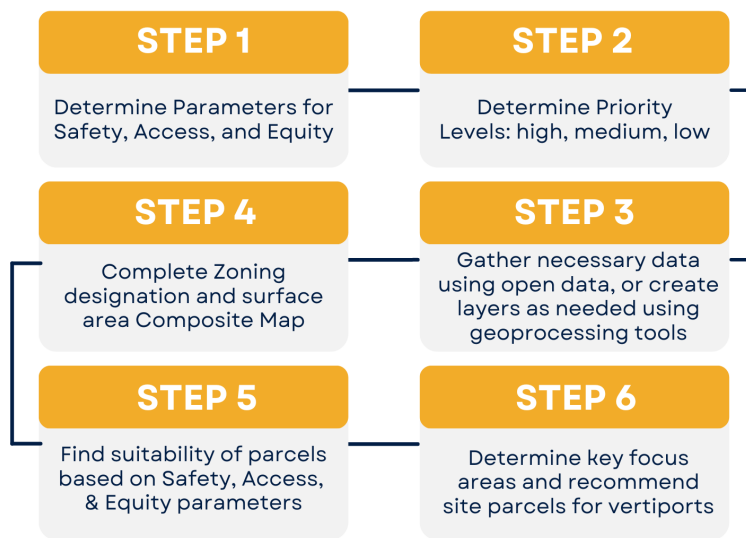 STEP 1
Determine Parameters for
Safety, Access, and Equity
STEP 2
Determine Priority
Levels: high, medium, low
STEP 3
Gather necessary data
using open data, or create
layers as needed using
geoprocessing tools
STEP 4
Complete Zoning
designation and surface
area Composite Map
STEP 5
Find suitability of parcels
based on Safety, Access,
& Equity parameters
STEP 6
Determine key focus
areas and recommend
site parcels for vertiports